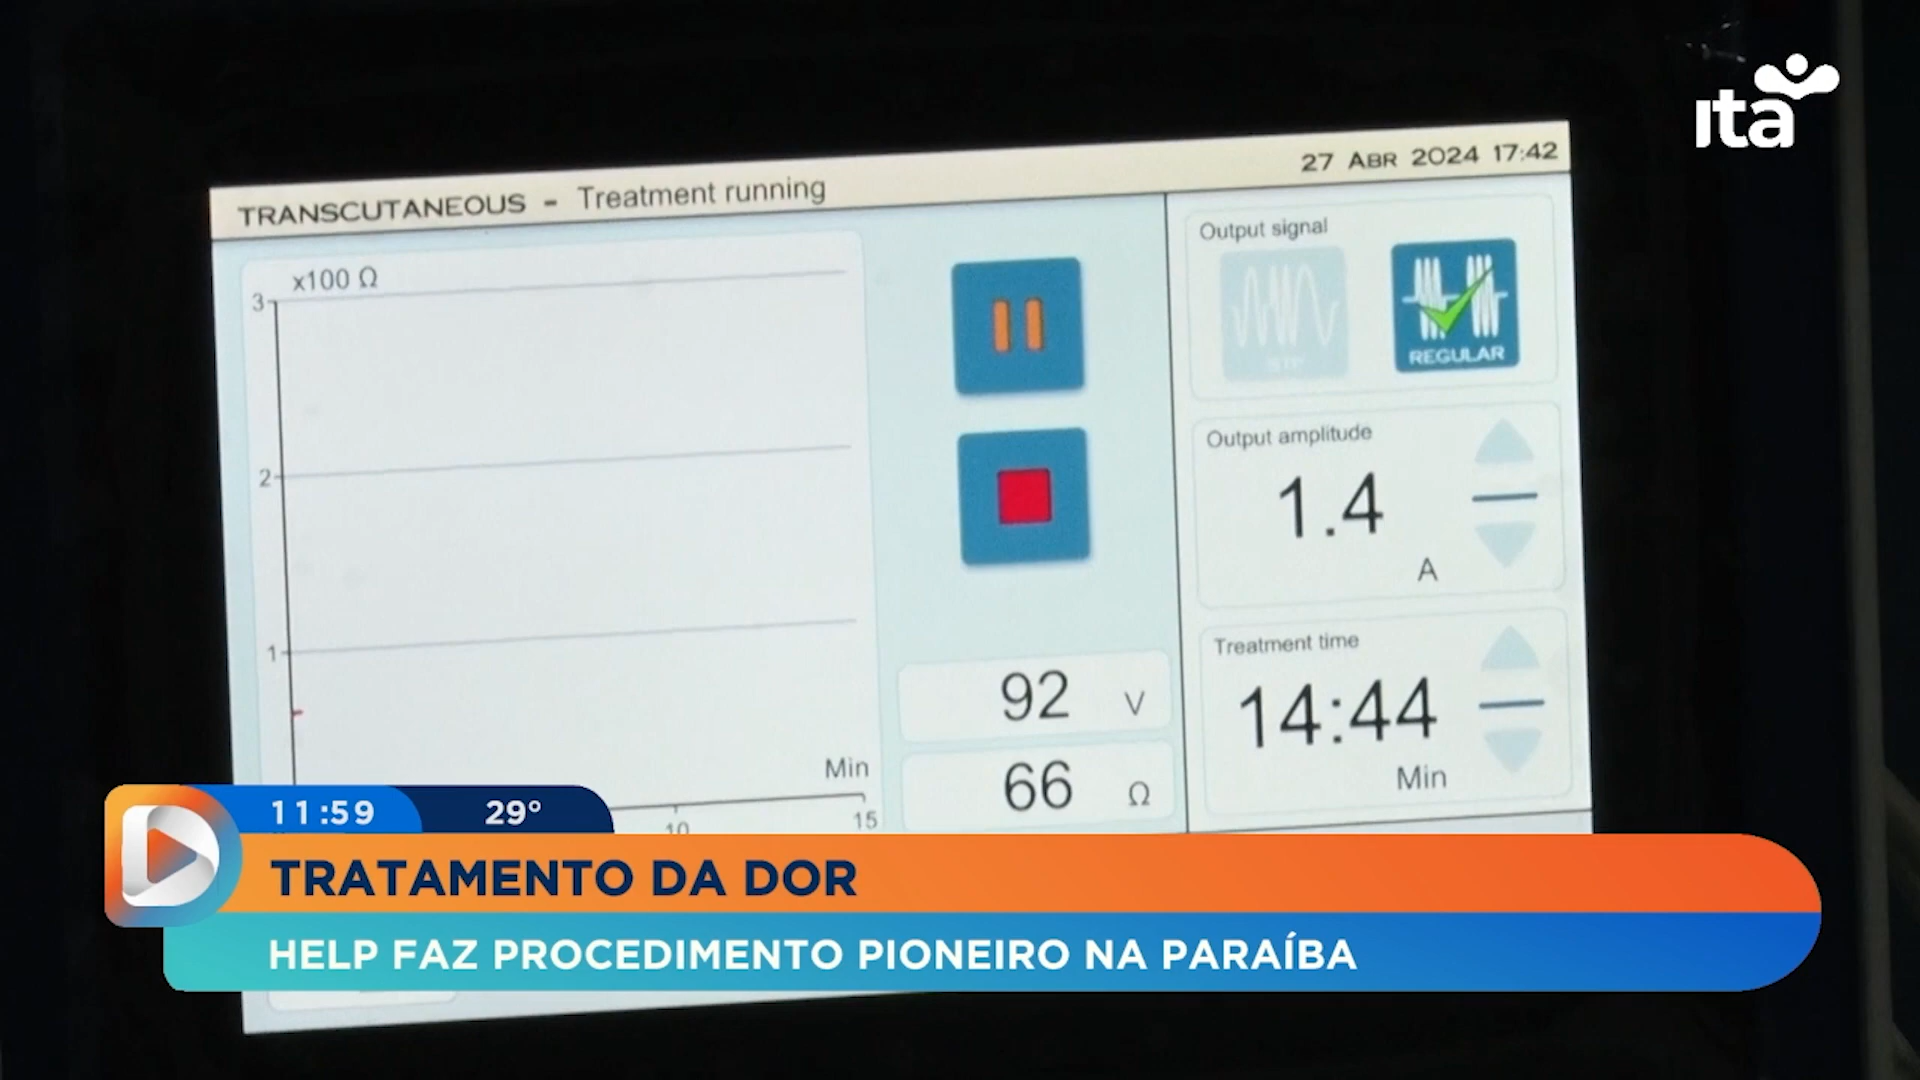 ita
27 ABR 2024 17:42
TRANSCUTANEOUS - Treatment running
x100 Ω
3
2
1
Min
10
15
92 V
66 Ω
Output signal
STP
REGULAR
Output amplitude
1.4
A
Treatment time
14:44
Min
11:59 29°
TRATAMENTO DA DOR
HELP FAZ PROCEDIMENTO PIONEIRO NA PARAÍBA